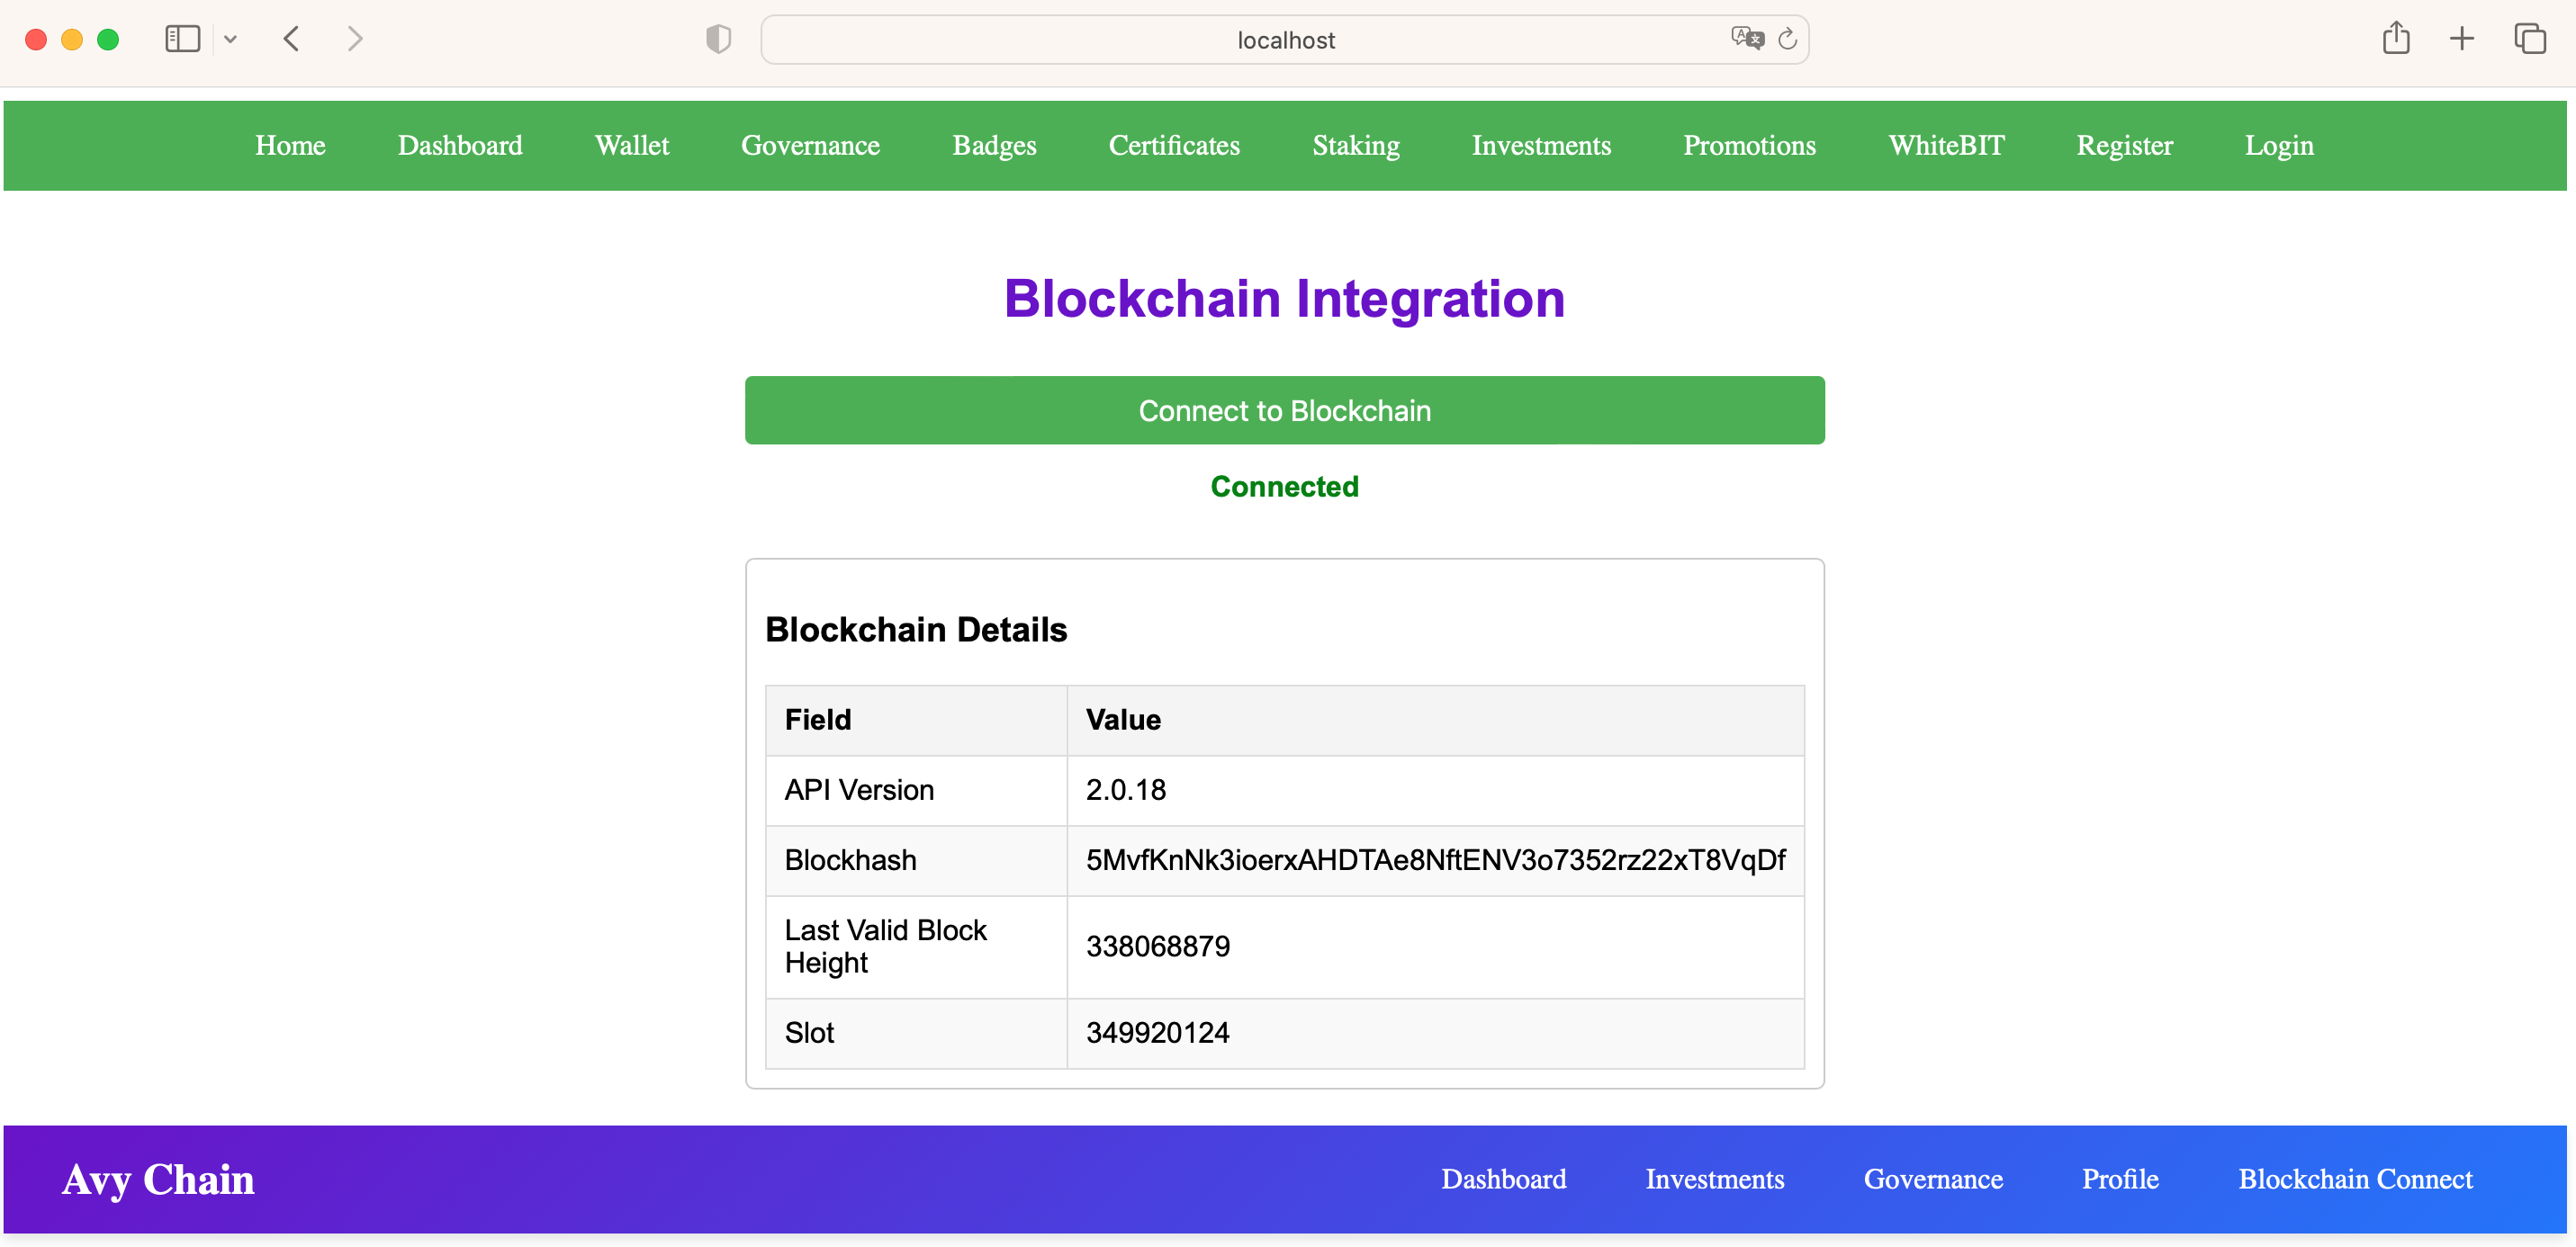 localhost
Home Dashboard Wallet Governance Badges Certificates Staking Investments Promotions WhiteBIT Register Login
Blockchain Integration
Connect to Blockchain
Connected
Blockchain Details
Field Value
API Version 2.0.18
Blockhash 5MvfKnNk3ioerxAHDTAe8NftENV3o7352rz22xT8VqDf
Last Valid Block
Height 338068879
Slot 349920124
Avy Chain Dashboard Investments Governance Profile Blockchain Connect